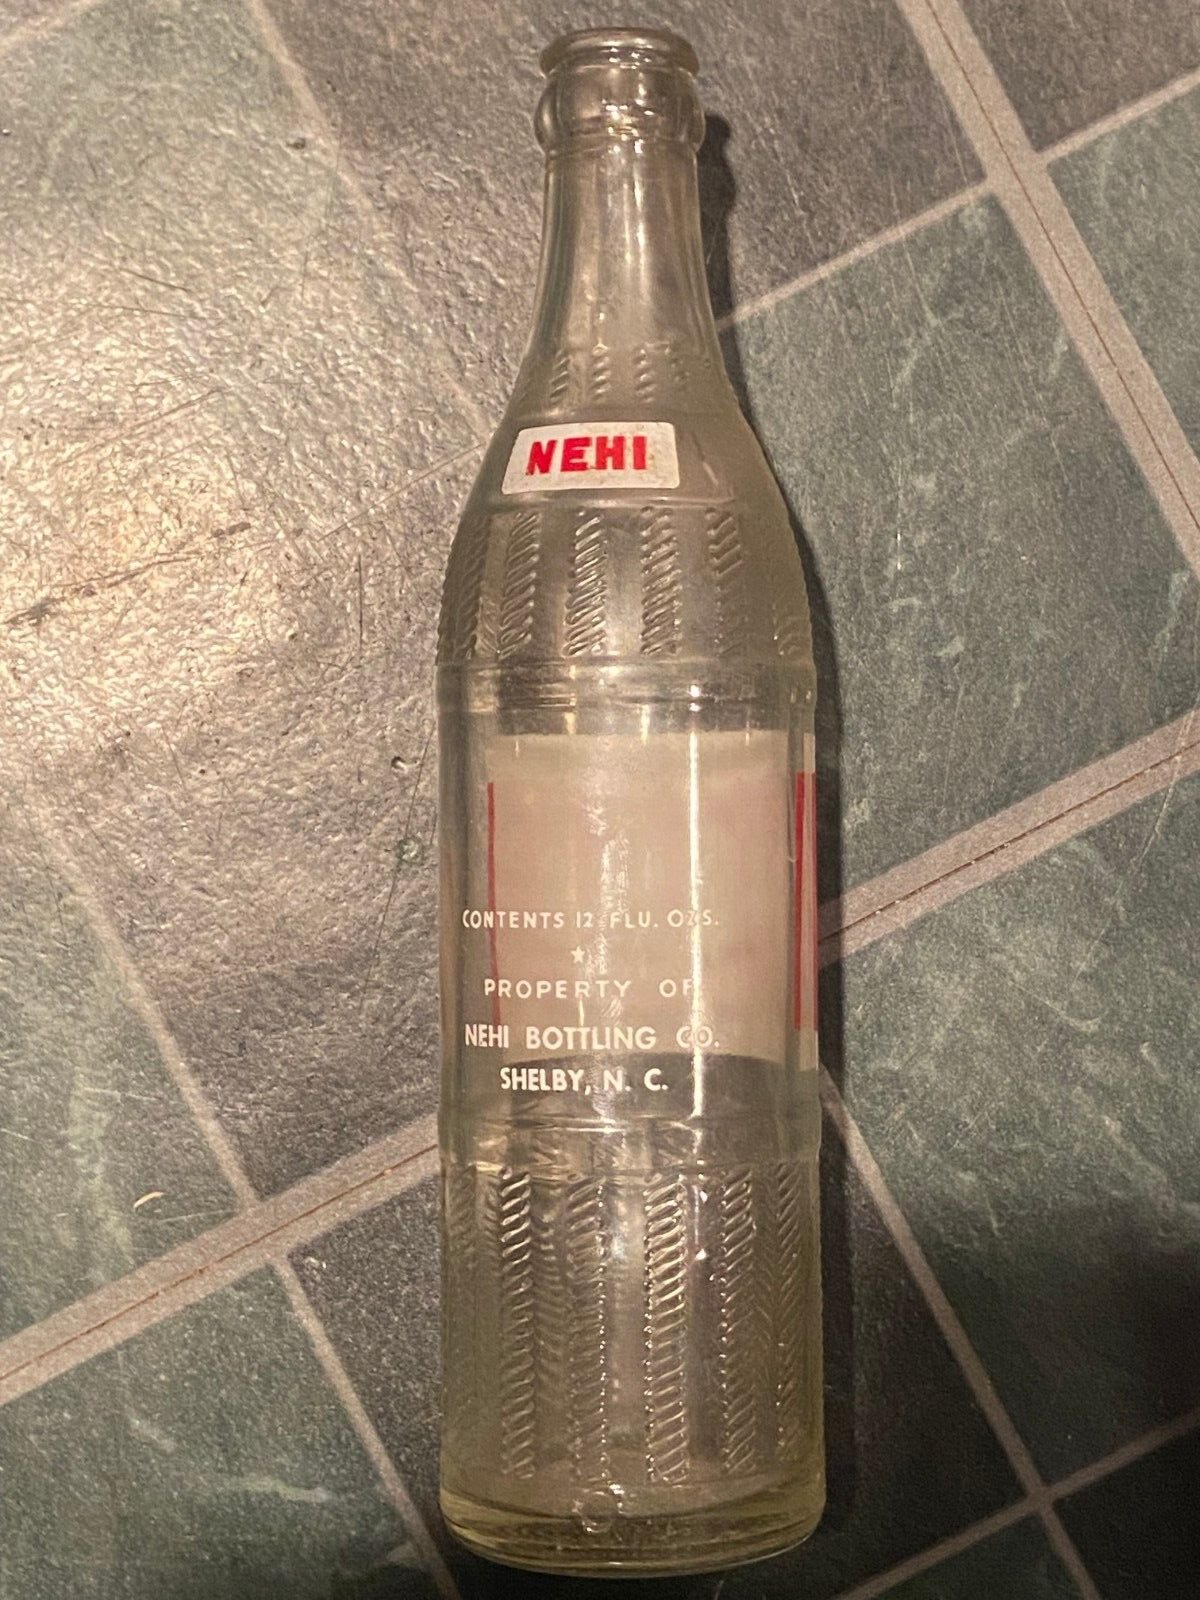 NEHI
CONTENTS 12 FLU. OZS.
PROPERTY OF
NEHI BOTTLING CO.
SHELBY, N. C.